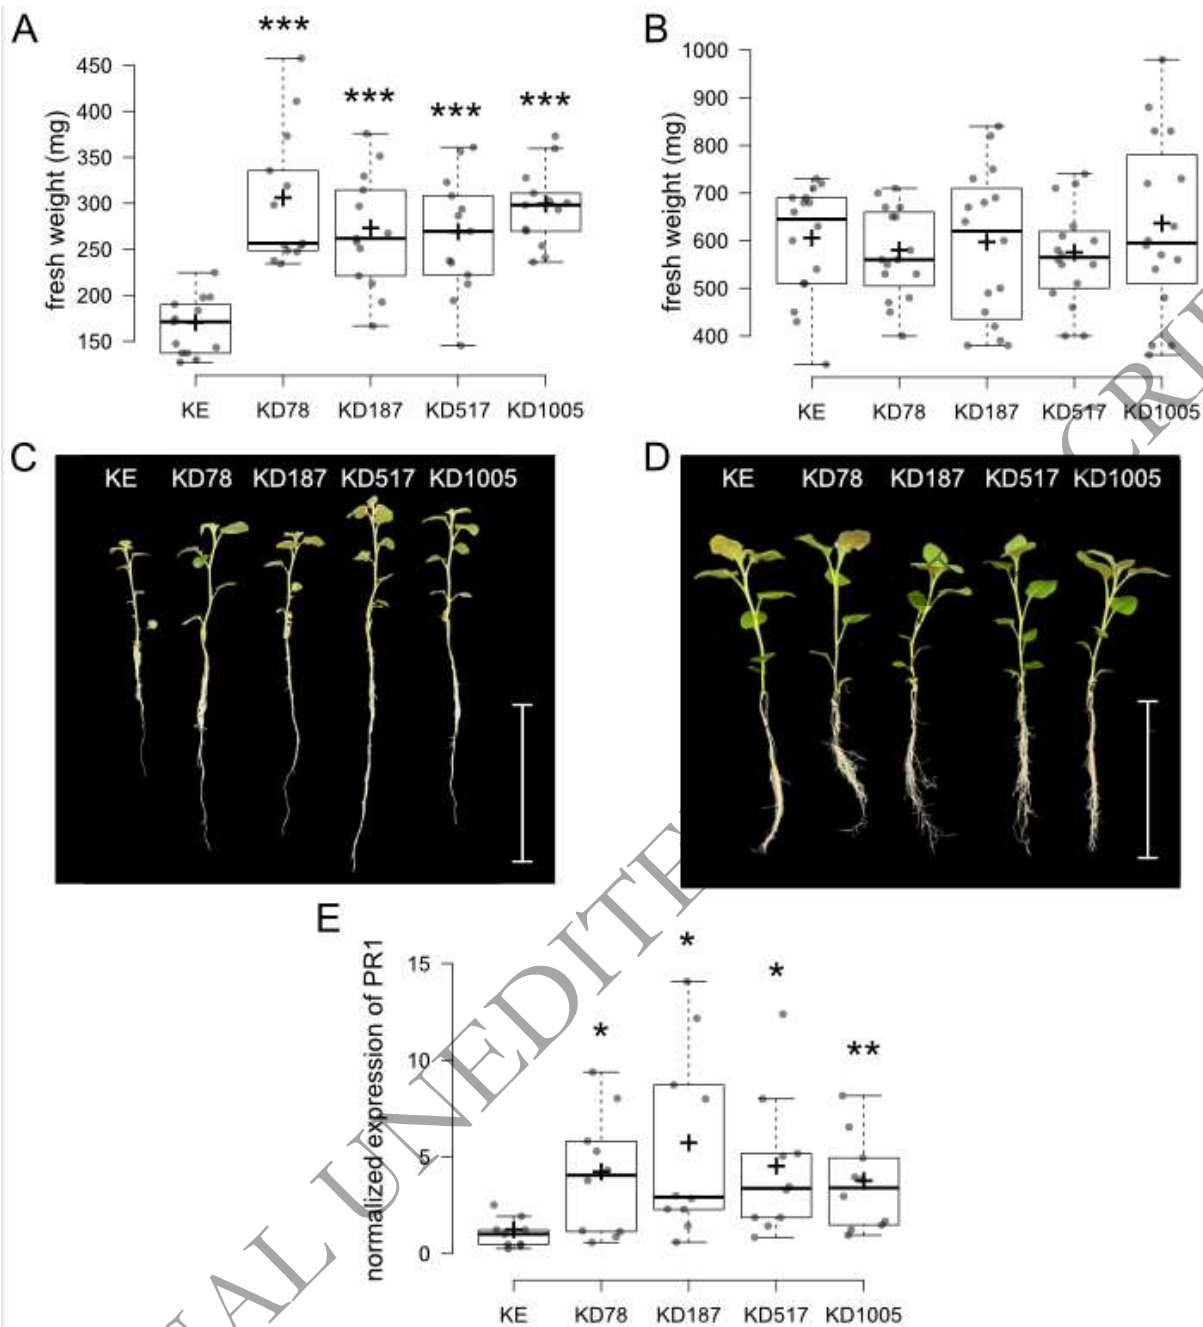 A
B
***
***
***
***
fresh weight (mg)
450
400
350
300
250
200
150
KE
KD78
KD187
KD517
KD1005
fresh weight (mg)
1000
900
800
700
600
500
400
KE
KD78
KD187
KD517
KD1005
C
KE
KD78
KD187
KD517
KD1005
D
KE
KD78
KD187
KD517
KD1005
E
normalized expression of PR1
15
10
5
0
*
*
*
**
KE
KD78
KD187
KD517
KD1005